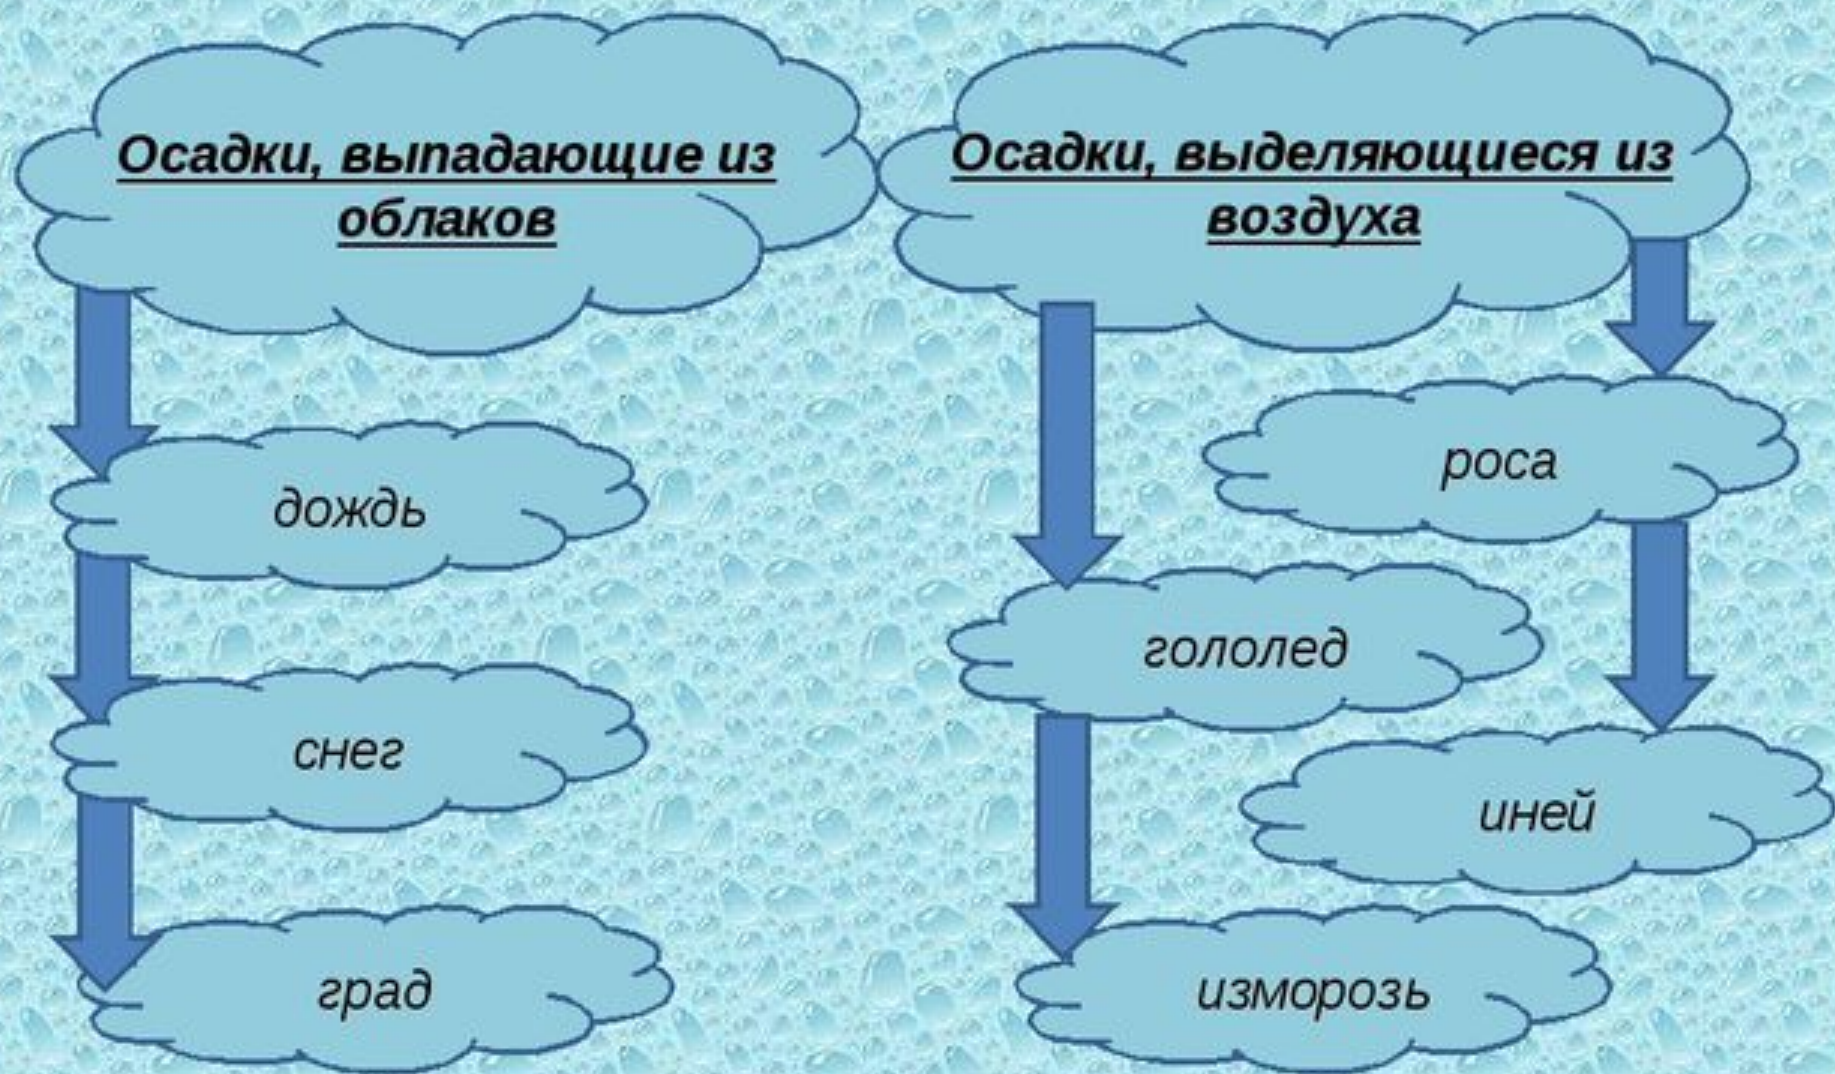 Осадки, выпадающие из
облаков
дождь
снег
град
Осадки, выделяющиеся из
воздуха
роса
гололед
иней
изморозь